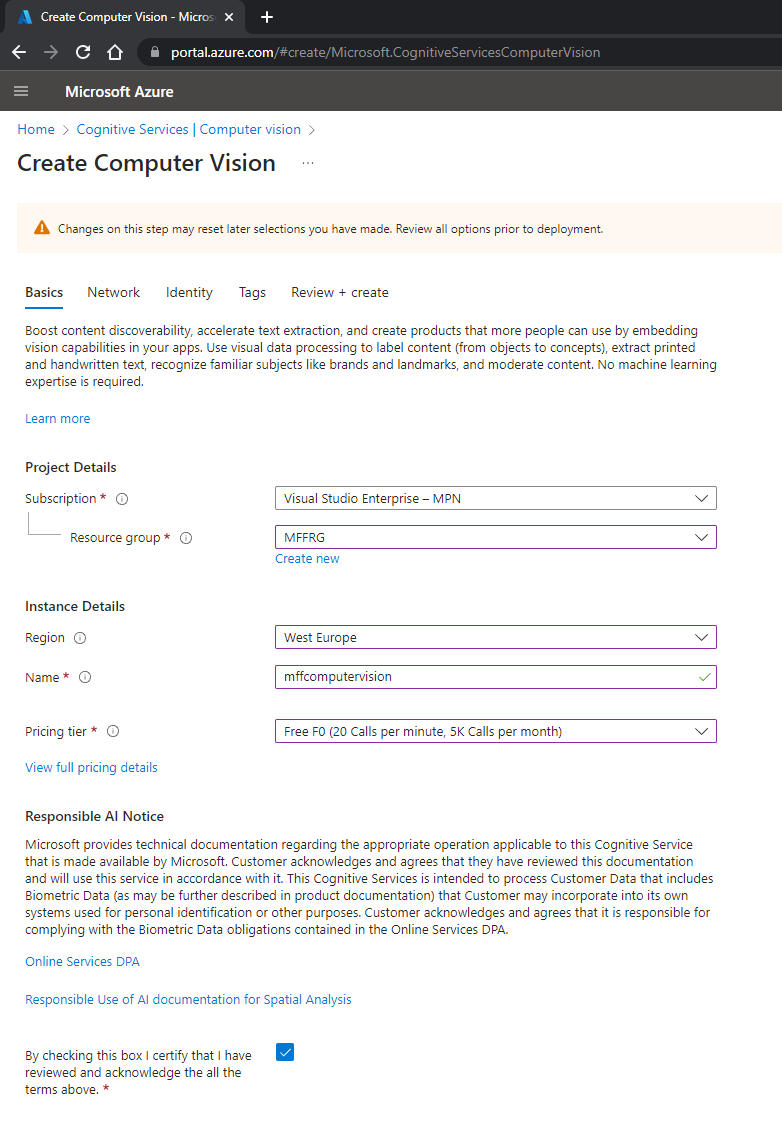 Create Computer Vision - Micros
portal.azure.com/#create/Microsoft.CognitiveServicesComputerVision
Microsoft Azure
Home > Cognitive Services | Computer vision >
Create Computer Vision ...
Changes on this step may reset later selections you have made. Review all options prior to deployment.
Basics Network Identity Tags Review + create
Boost content discoverability, accelerate text extraction, and create products that more people can use by embedding
vision capabilities in your apps. Use visual data processing to label content (from objects to concepts), extract printed
and handwritten text, recognize familiar subjects like brands and landmarks, and moderate content. No machine learning
expertise is required.
Learn more
Project Details
Subscription * Visual Studio Enterprise – MPN
Resource group * MFFRG
Create new
Instance Details
Region West Europe
Name * mffcomputervision
Pricing tier * Free F0 (20 Calls per minute, 5K Calls per month)
View full pricing details
Responsible AI Notice
Microsoft provides technical documentation regarding the appropriate operation applicable to this Cognitive Service
that is made available by Microsoft. Customer acknowledges and agrees that they have reviewed this documentation
and will use this service in accordance with it. This Cognitive Services is intended to process Customer Data that includes
Biometric Data (as may be further described in product documentation) that Customer may incorporate into its own
systems used for personal identification or other purposes. Customer acknowledges and agrees that it is responsible for
complying with the Biometric Data obligations contained in the Online Services DPA.
Online Services DPA
Responsible Use of AI documentation for Spatial Analysis
By checking this box I certify that I have
reviewed and acknowledge the all the
terms above. *